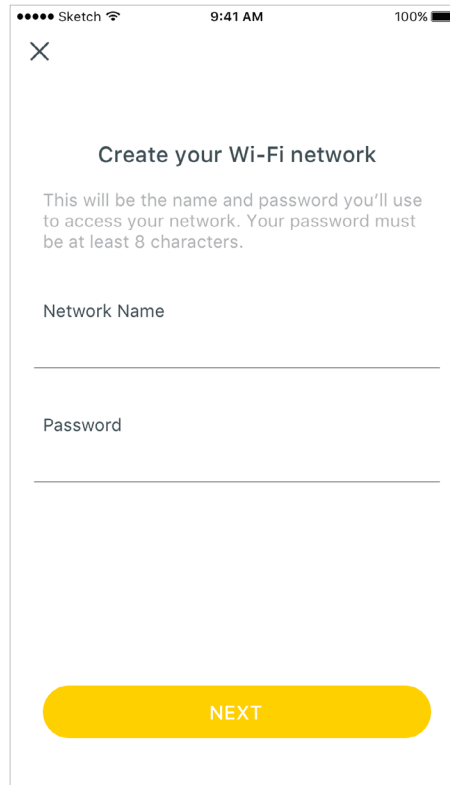 Sketch 9:41 AM 100%
Create your Wi-Fi network
This will be the name and password you’ll use
to access your network. Your password must
be at least 8 characters.
Network Name
Password
NEXT